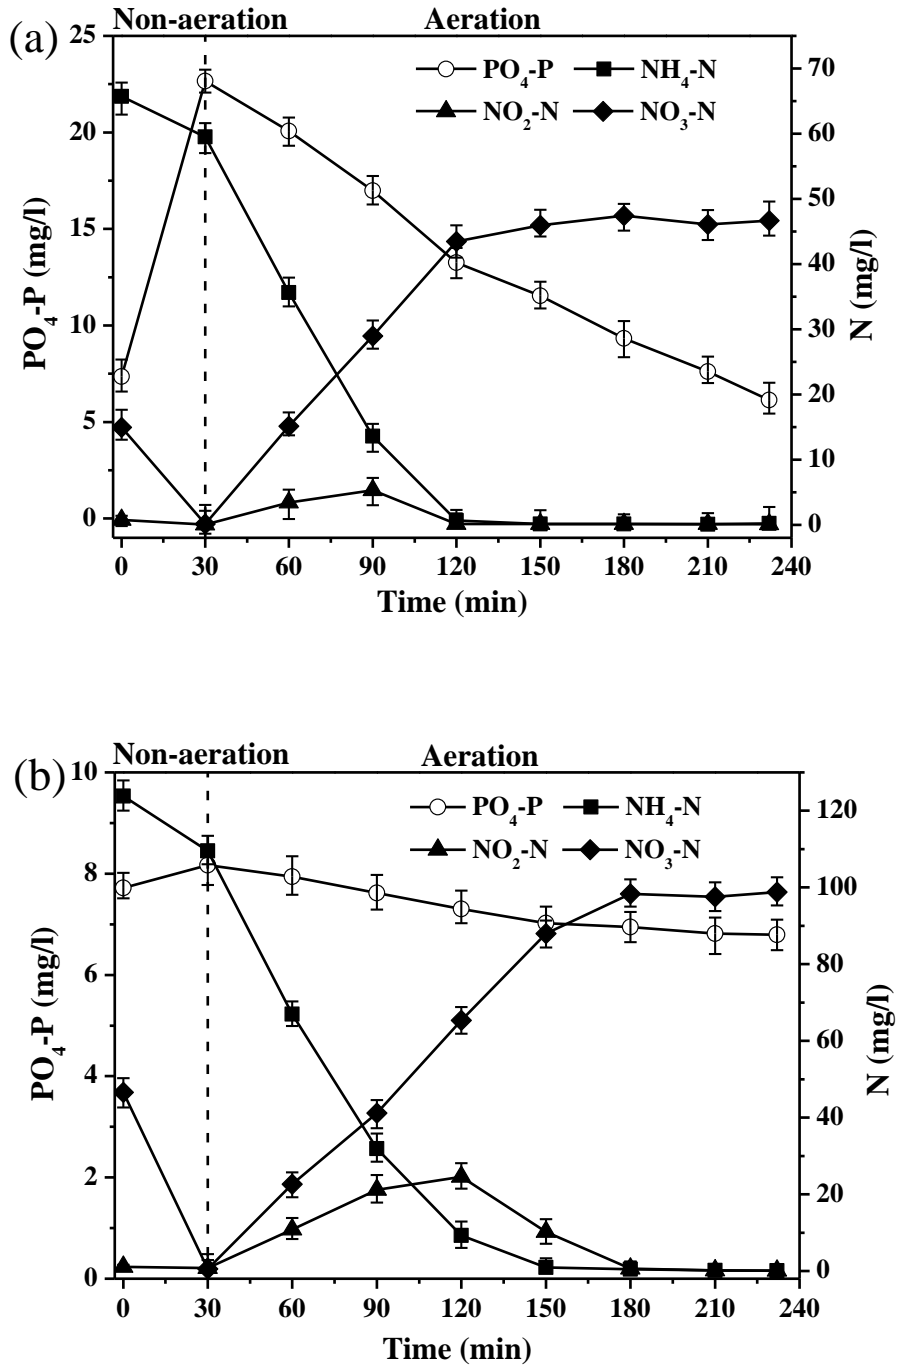 (a)
Non-aeration Aeration
PO4-P NH4-N
NO2-N NO3-N
25
20
15
10
5
0
PO4-P (mg/l)
70
60
50
40
30
20
10
0
N (mg/l)
0 30 60 90 120 150 180 210 240
Time (min)
(b)
Non-aeration Aeration
PO4-P NH4-N
NO2-N NO3-N
10
8
6
4
2
0
PO4-P (mg/l)
120
100
80
60
40
20
0
N (mg/l)
0 30 60 90 120 150 180 210 240
Time (min)